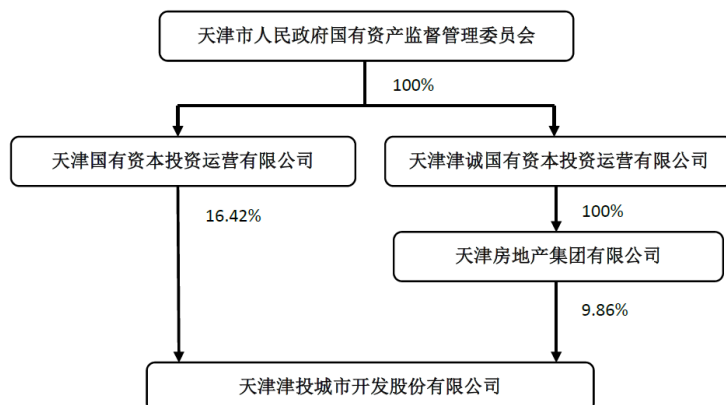 天津市人民政府国有资产监督管理委员会
100%
天津国有资本投资运营有限公司
天津津诚国有资本投资运营有限公司
16.42%
100%
天津房地产集团有限公司
9.86%
天津津投城市开发股份有限公司